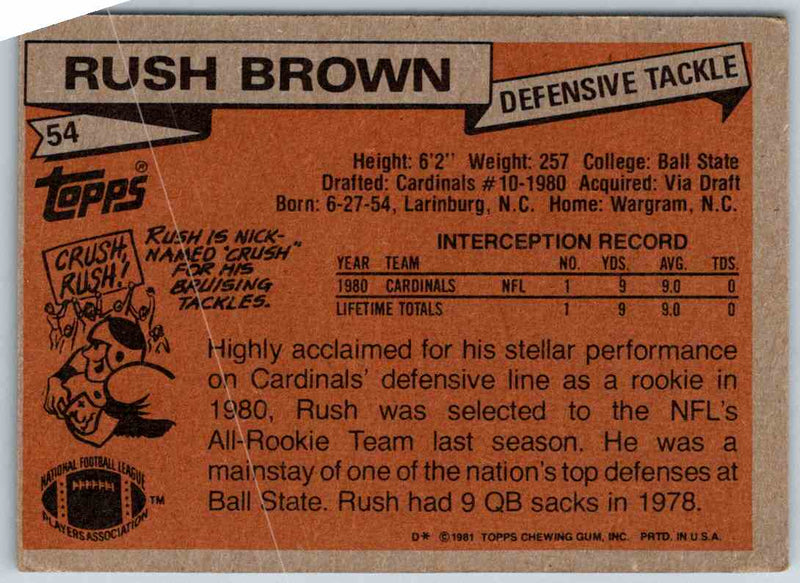 RUSH BROWN
DEFENSIVE TACKLE
54
topps®
Height: 6'2" Weight: 257 College: Ball State
Drafted: Cardinals #10-1980 Acquired: Via Draft
Born: 6-27-54, Larinburg, N.C. Home: Wargram, N.C.
CRUSH, RUSH!
RUSH IS NICK-
NAMED "CRUSH"
FOR HIS
BRUISING
TACKLES.
INTERCEPTION RECORD
YEAR TEAM NO. YDS. AVG. TDS.
1980 CARDINALS NFL 1 9 9.0 0
LIFETIME TOTALS 1 9 9.0 0
Highly acclaimed for his stellar performance
on Cardinals' defensive line as a rookie in
1980, Rush was selected to the NFL's
All-Rookie Team last season. He was a
mainstay of one of the nation's top defenses at
Ball State. Rush had 9 QB sacks in 1978.
NATIONAL FOOTBALL LEAGUE
PLAYERS ASSOCIATION
TM
D* ©1981 TOPPS CHEWING GUM, INC. PRTD. IN U.S.A.